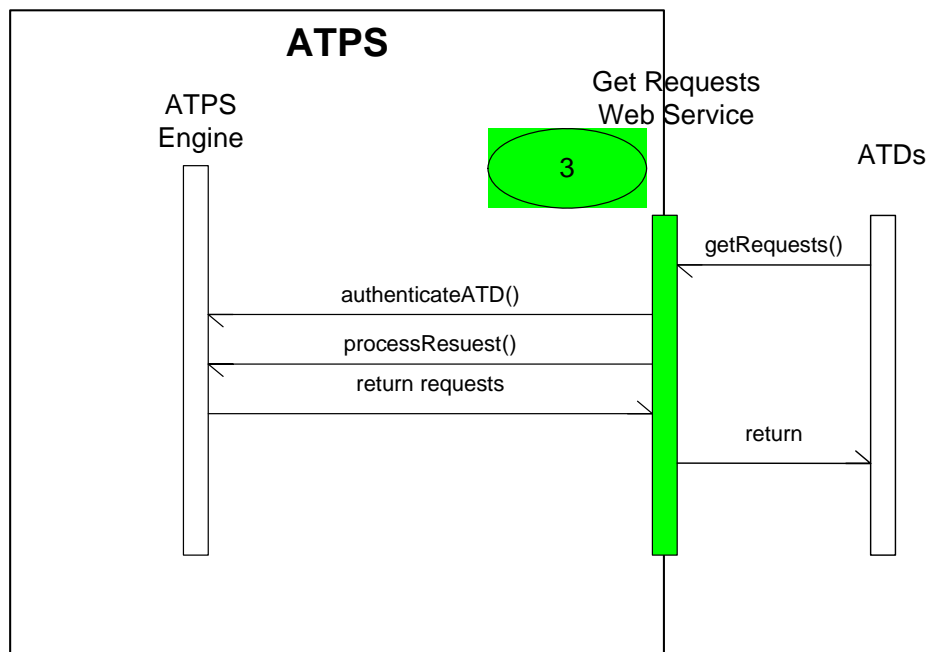 ATPS
Get Requests
Web Service
ATPS
Engine
ATDs
3
getRequests()
authenticateATD()
processResuest()
return requests
return